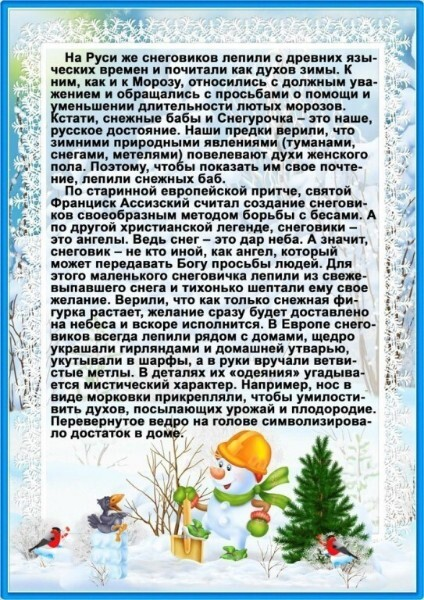 На Руси же снеговиков лепили с древних язы-
ческих времен и почитали как духов зимы. К
ним, как и к Морозу, относились с должным ува-
жением и обращались с просьбами о помощи и
уменьшении длительности лютых морозов.
Кстати, снежные бабы и Снегурочка – это наше,
русское достояние. Наши предки верили, что
зимними природными явлениями (туманами,
снегами, метелями) повелевают духи женского
пола. Поэтому, чтобы показать им свое почте-
ние, лепили снежных баб.
По старинной европейской притче, святой
Франциск Ассизский считал создание снегови-
ков своеобразным методом борьбы с бесами. А
по другой христианской легенде, снеговики –
это ангелы. Ведь снег – это дар неба. А значит,
снеговик – не кто иной, как ангел, который
может передавать Богу просьбы людей. Для
этого маленького снеговичка лепили из свеже-
выпавшего снега и тихонько шептали ему свое
желание. Верили, что как только снежная фи-
гурка растает, желание сразу будет доставлено
на небеса и вскоре исполнится. В Европе снего-
виков всегда лепили рядом с домами, щедро
украшали гирляндами и домашней утварью,
укутывали в шарфы, а в руки вручали ветви-
стые метлы. В деталях их «одеяния» угадыва-
ется мистический характер. Например, нос в
виде морковки прикрепляли, чтобы умилости-
вить духов, посылающих урожай и плодородие.
Перевернутое ведро на голове символизирова-
ло достаток в доме.